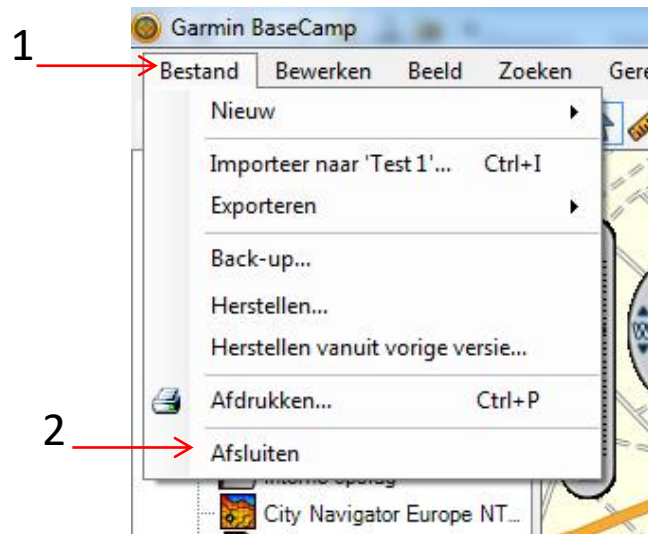 Garmin BaseCamp
1
Bestand Bewerken Beeld Zoeken Gere
Nieuw
Importeer naar 'Test 1'... Ctrl+I
Exporteren
Back-up...
Herstellen...
Herstellen vanuit vorige versie...
Afdrukken... Ctrl+P
2
Afsluiten
City Navigator Europe NT...